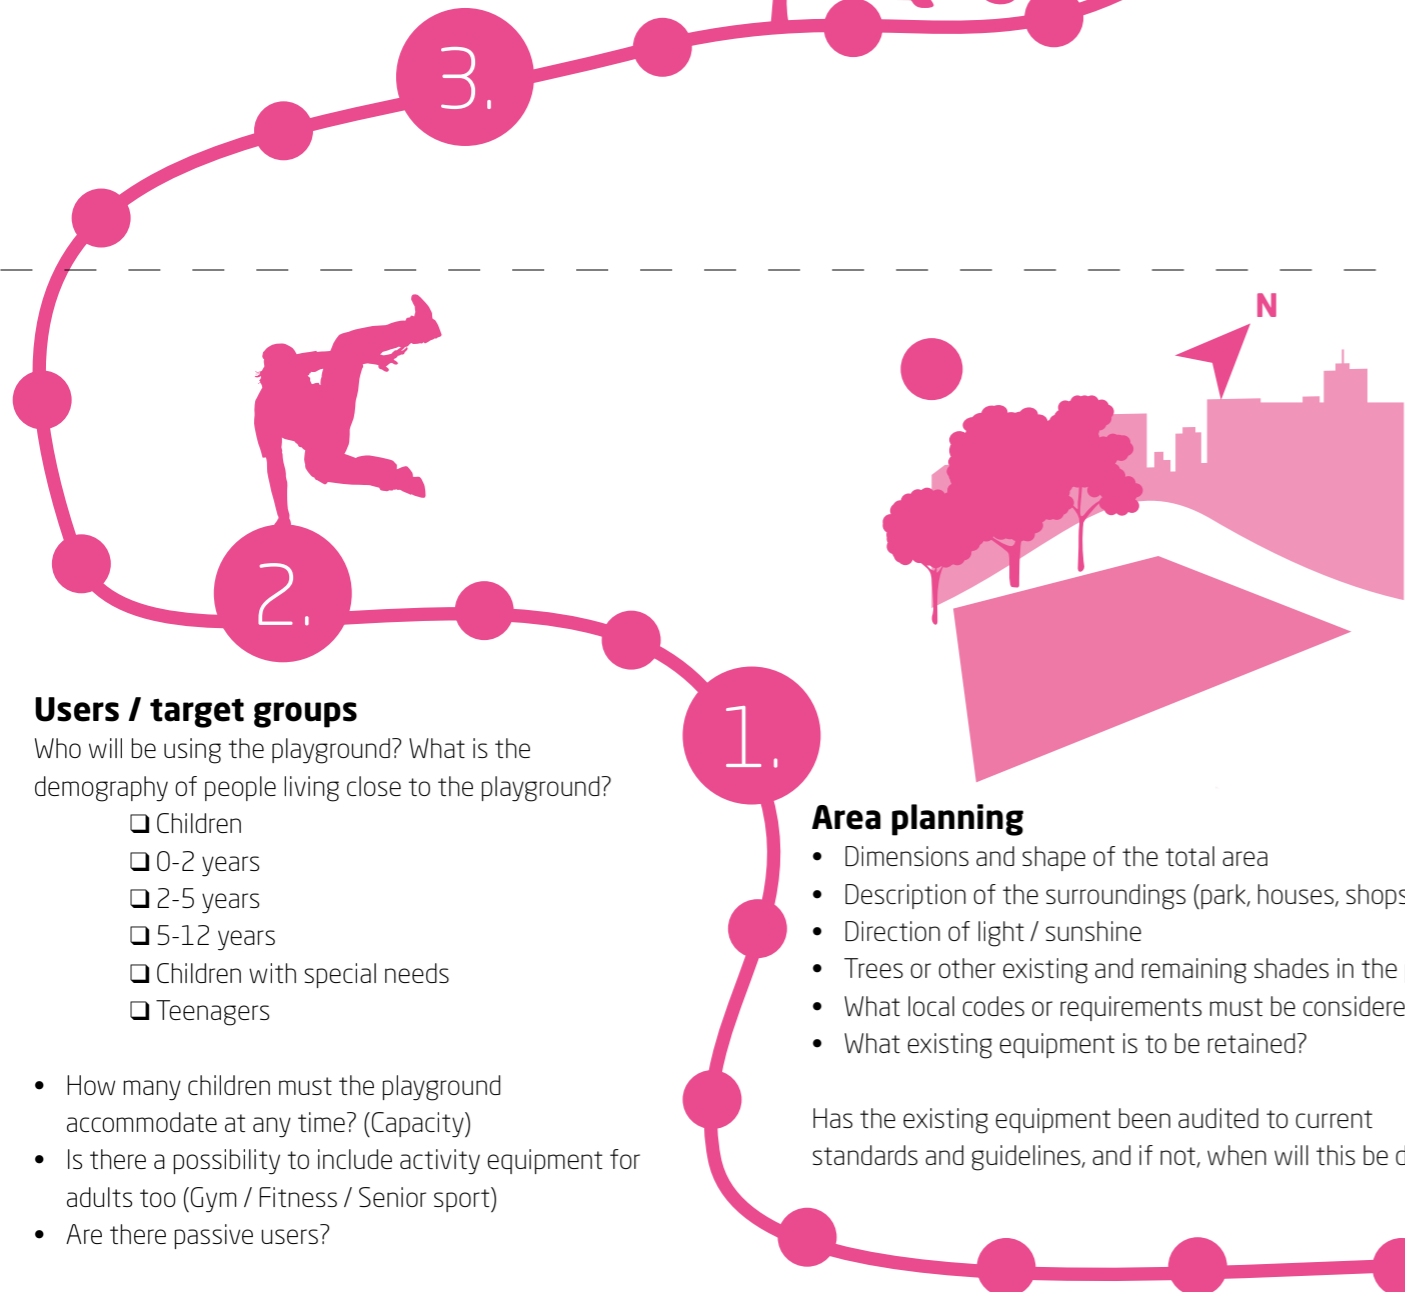 3.
N
2.
1.
Users / target groups
Who will be using the playground? What is the
demography of people living close to the playground?
❑ Children
❑ 0-2 years
❑ 2-5 years
❑ 5-12 years
❑ Children with special needs
❑ Teenagers
• How many children must the playground
accommodate at any time? (Capacity)
• Is there a possibility to include activity equipment for
adults too (Gym / Fitness / Senior sport)
• Are there passive users?
Area planning
• Dimensions and shape of the total area
• Description of the surroundings (park, houses, shops
• Direction of light / sunshine
• Trees or other existing and remaining shades in the
• What local codes or requirements must be considere
• What existing equipment is to be retained?
Has the existing equipment been audited to current
standards and guidelines, and if not, when will this be